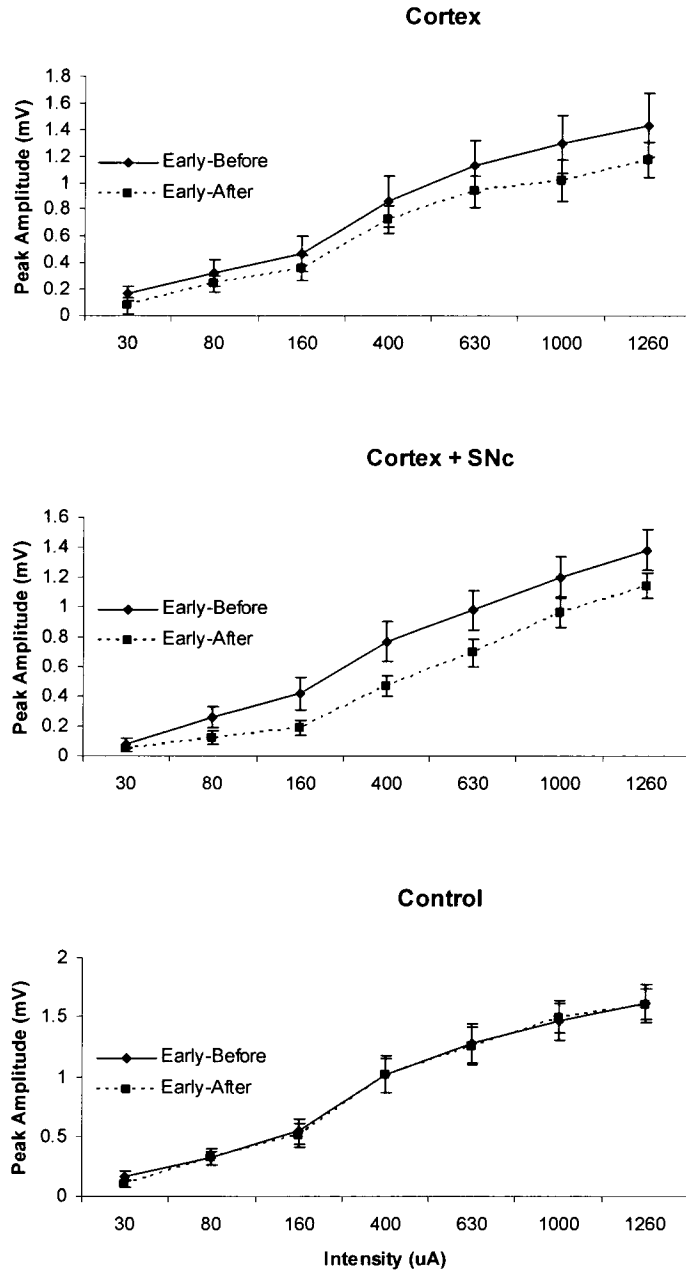 Cortex
Peak Amplitude (mV)
1.8
1.6
1.4
1.2
1
0.8
0.6
0.4
0.2
0
Early-Before
Early-After
30 80 160 400 630 1000 1260
Cortex + SNc
Peak Amplitude (mV)
1.6
1.4
1.2
1
0.8
0.6
0.4
0.2
0
Early-Before
Early-After
30 80 160 400 630 1000 1260
Control
Peak Amplitude (mV)
2
1.5
1
0.5
0
Early-Before
Early-After
30 80 160 400 630 1000 1260
Intensity (uA)